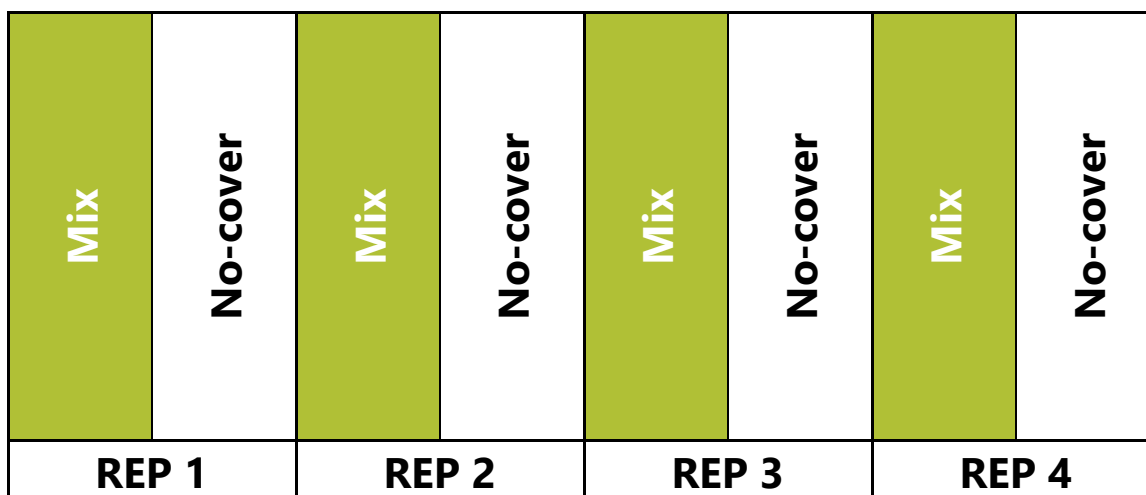 Mix
No-cover
Mix
No-cover
Mix
No-cover
Mix
No-cover
REP 1
REP 2
REP 3
REP 4